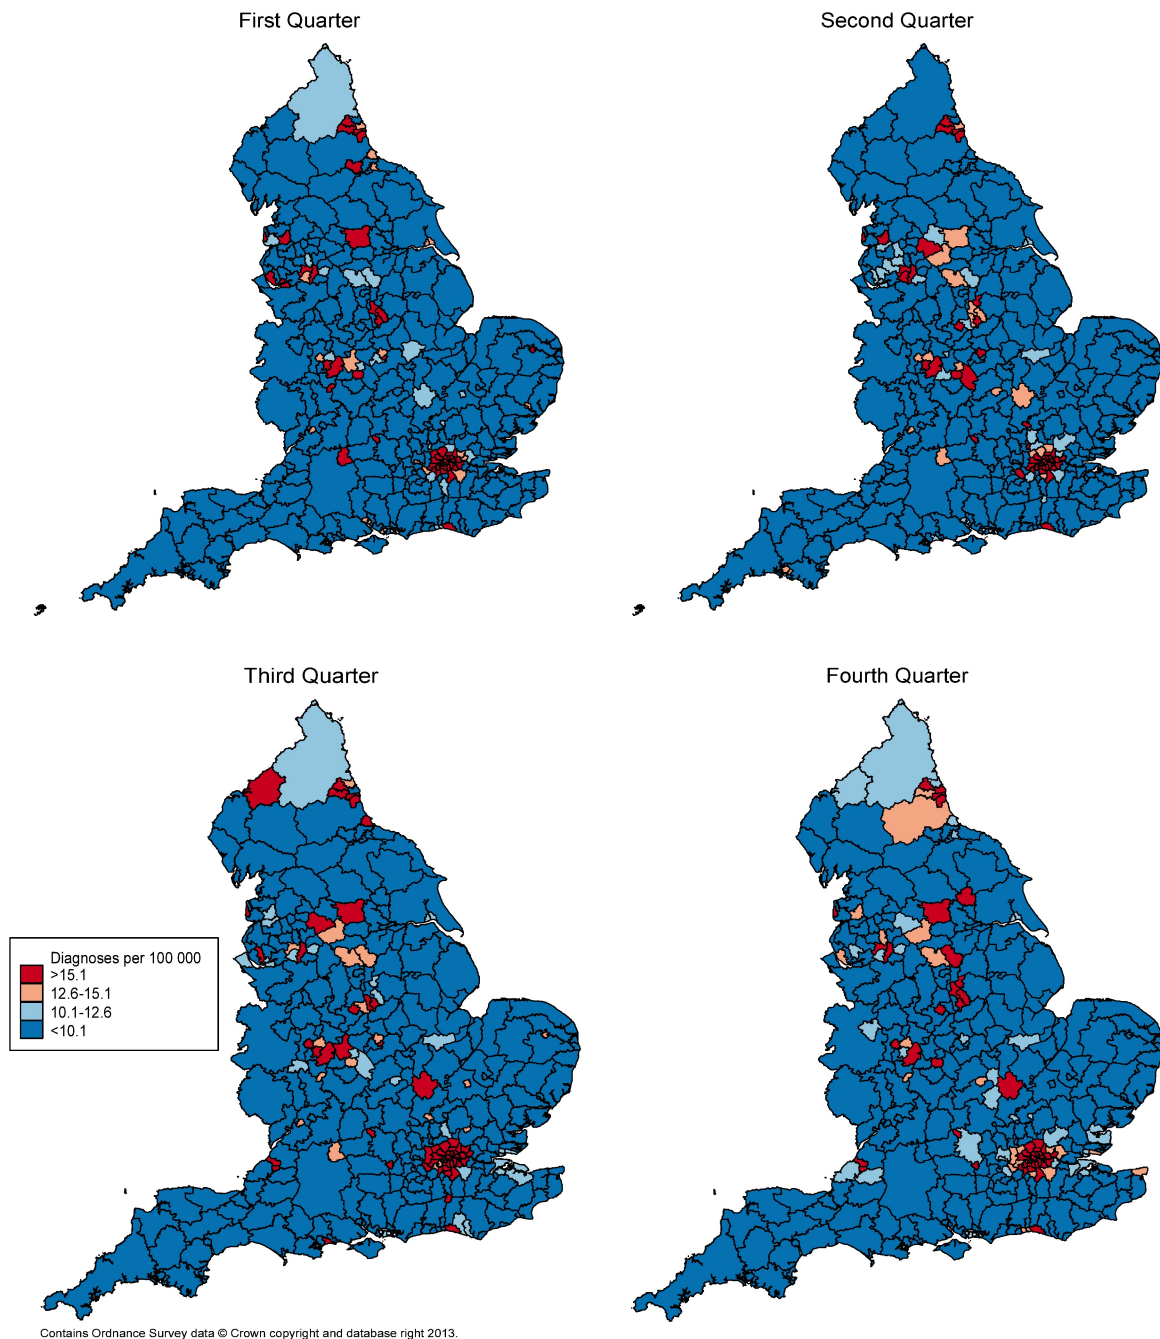 First Quarter
Second Quarter
Third Quarter
Fourth Quarter
Diagnoses per 100 000
>15.1
12.6-15.1
10.1-12.6
<10.1
Contains Ordnance Survey data © Crown copyright and database right 2013.